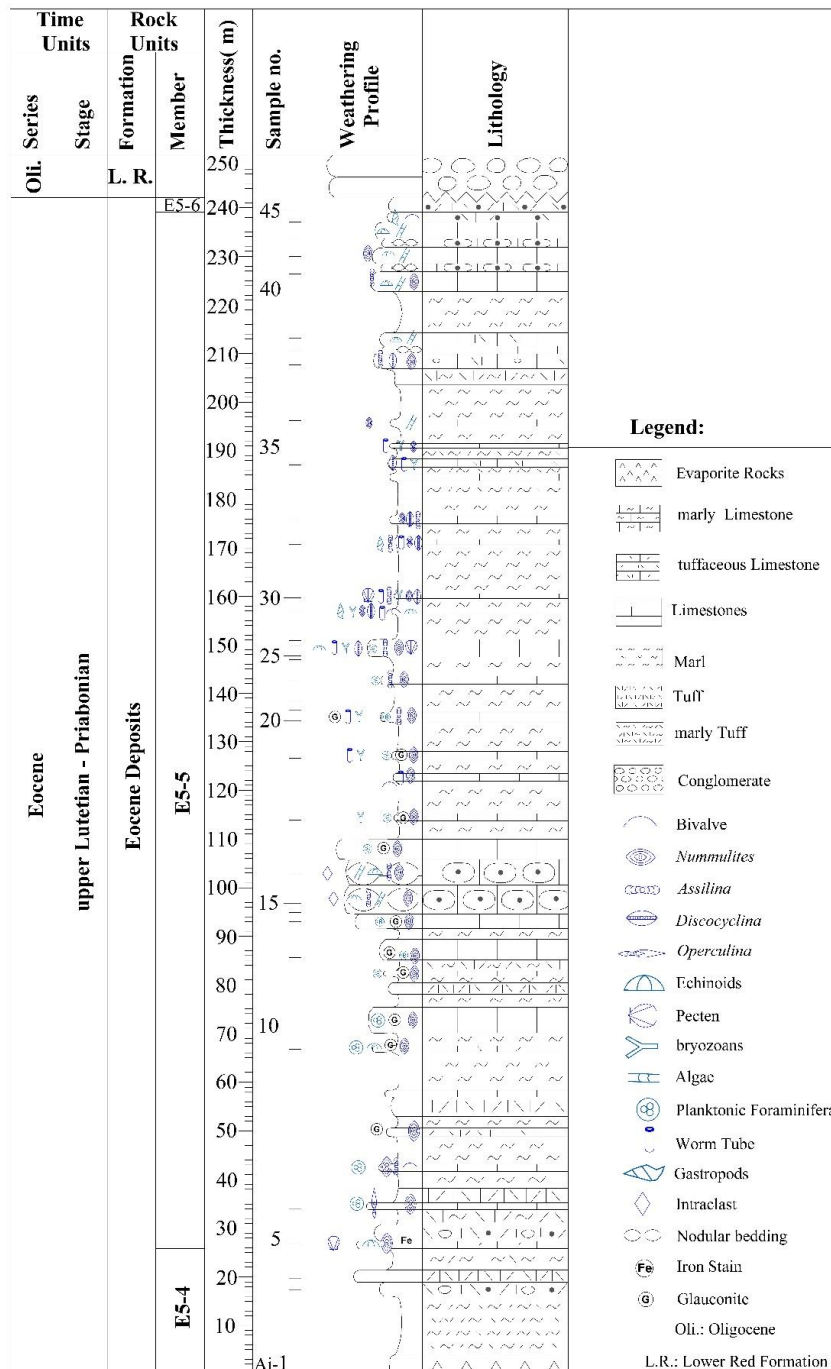 Time Units
Rock Units
Series
Stage
Formation
Member
Thickness( m)
Sample no.
Weathering Profile
Lithology
Oli.
L. R.
Eocene
upper Lutetian - Priabonian
Eocene Deposits
E5-6
E5-5
E5-4
250
240
230
220
210
200
190
180
170
160
150
140
130
120
110
100
90
80
70
60
50
40
30
20
10
45
40
35
30
25
20
15
10
5
Ai-1
G
G
G
G
G
G
G
G
G
G
Fe
Legend:
Evaporite Rocks
marly Limestone
tuffaceous Limestone
Limestones
Marl
Tuff
marly Tuff
Conglomerate
Bivalve
Nummulites
Assilina
Discocyclina
Operculina
Echinoids
Pecten
bryozoans
Algae
Planktonic Foraminifera
Worm Tube
Gastropods
Intraclast
Nodular bedding
Fe Iron Stain
G Glauconite
Oli.: Oligocene
L.R.: Lower Red Formation